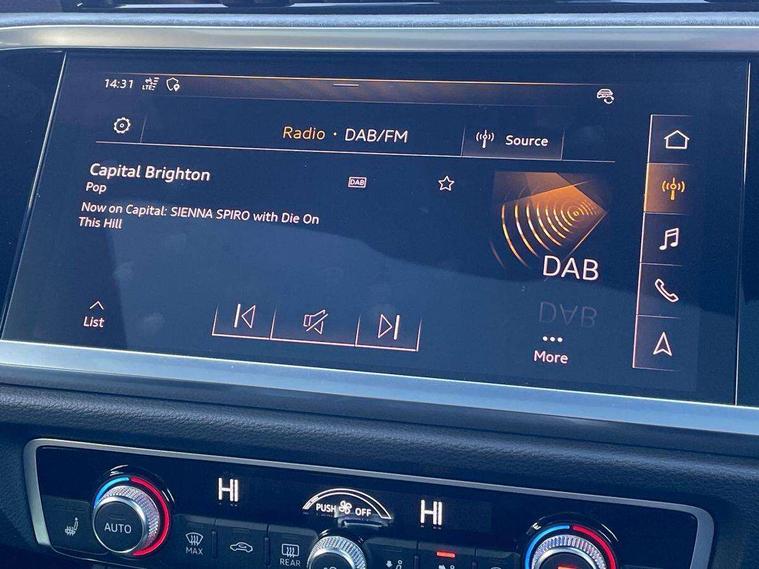 14:31 LTE
Radio · DAB/FM
Source
Capital Brighton
Pop
DAB
Now on Capital: SIENNA SPIRO with Die On
This Hill
DAB
List
More
HI
HI
PUSH OFF
AUTO
MAX
REAR